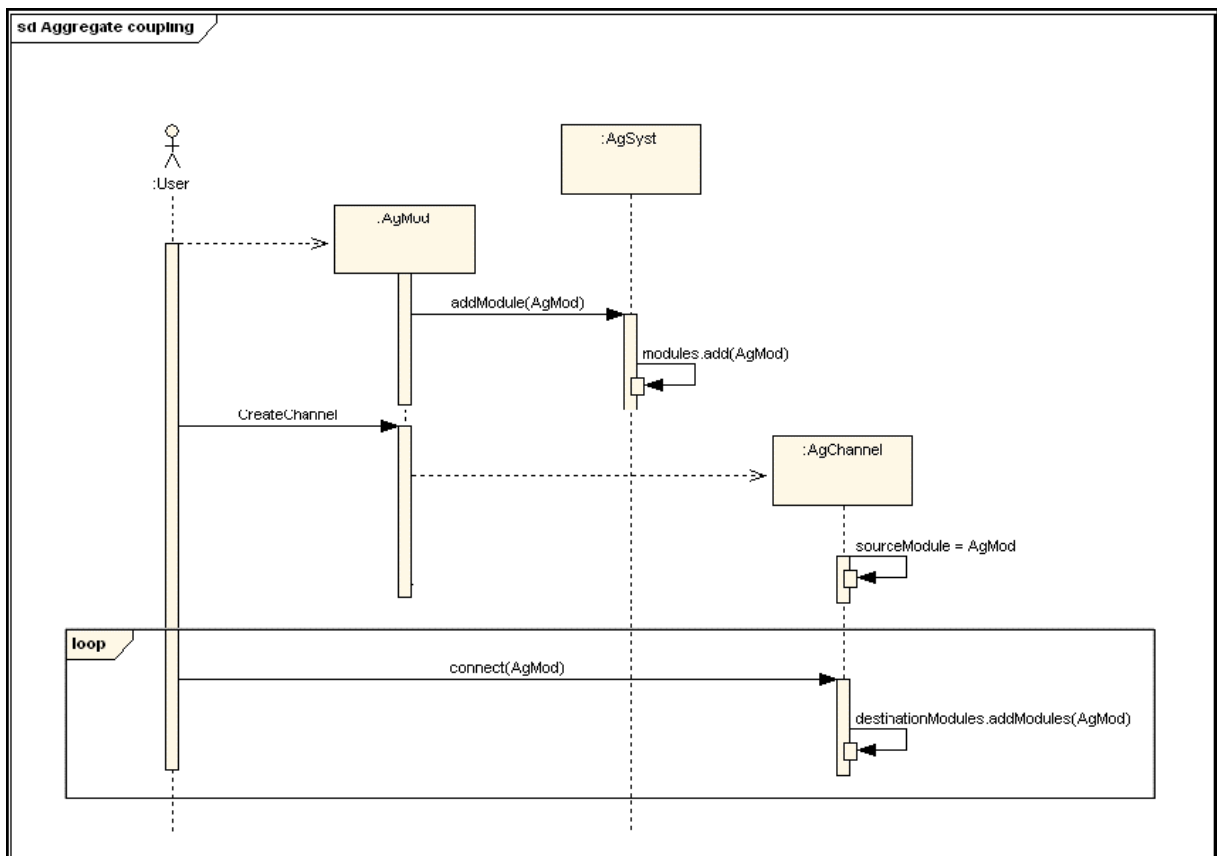 sd Aggregate coupling
:User
:AgSyst
:AgMod
addModule(AgMod)
modules.add(AgMod)
CreateChannel
:AgChannel
sourceModule = AgMod
loop
connect(AgMod)
destinationModules.addModules(AgMod)